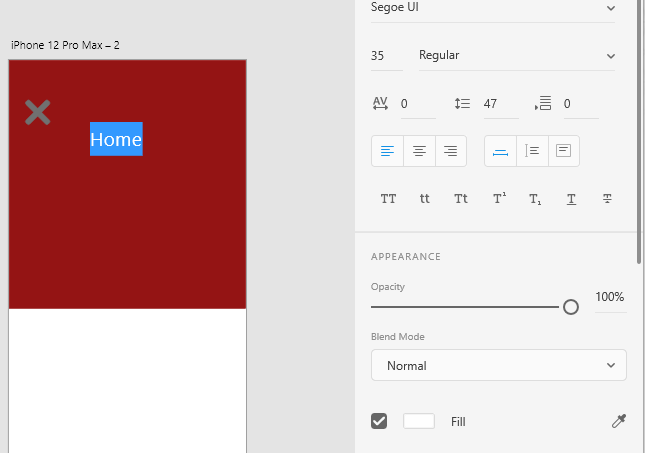 Segoe UI
iPhone 12 Pro Max – 2
35 Regular
AV 0 47 0
Home
TT tt Tt T¹ T₁ T T
APPEARANCE
Opacity
100%
Blend Mode
Normal
Fill